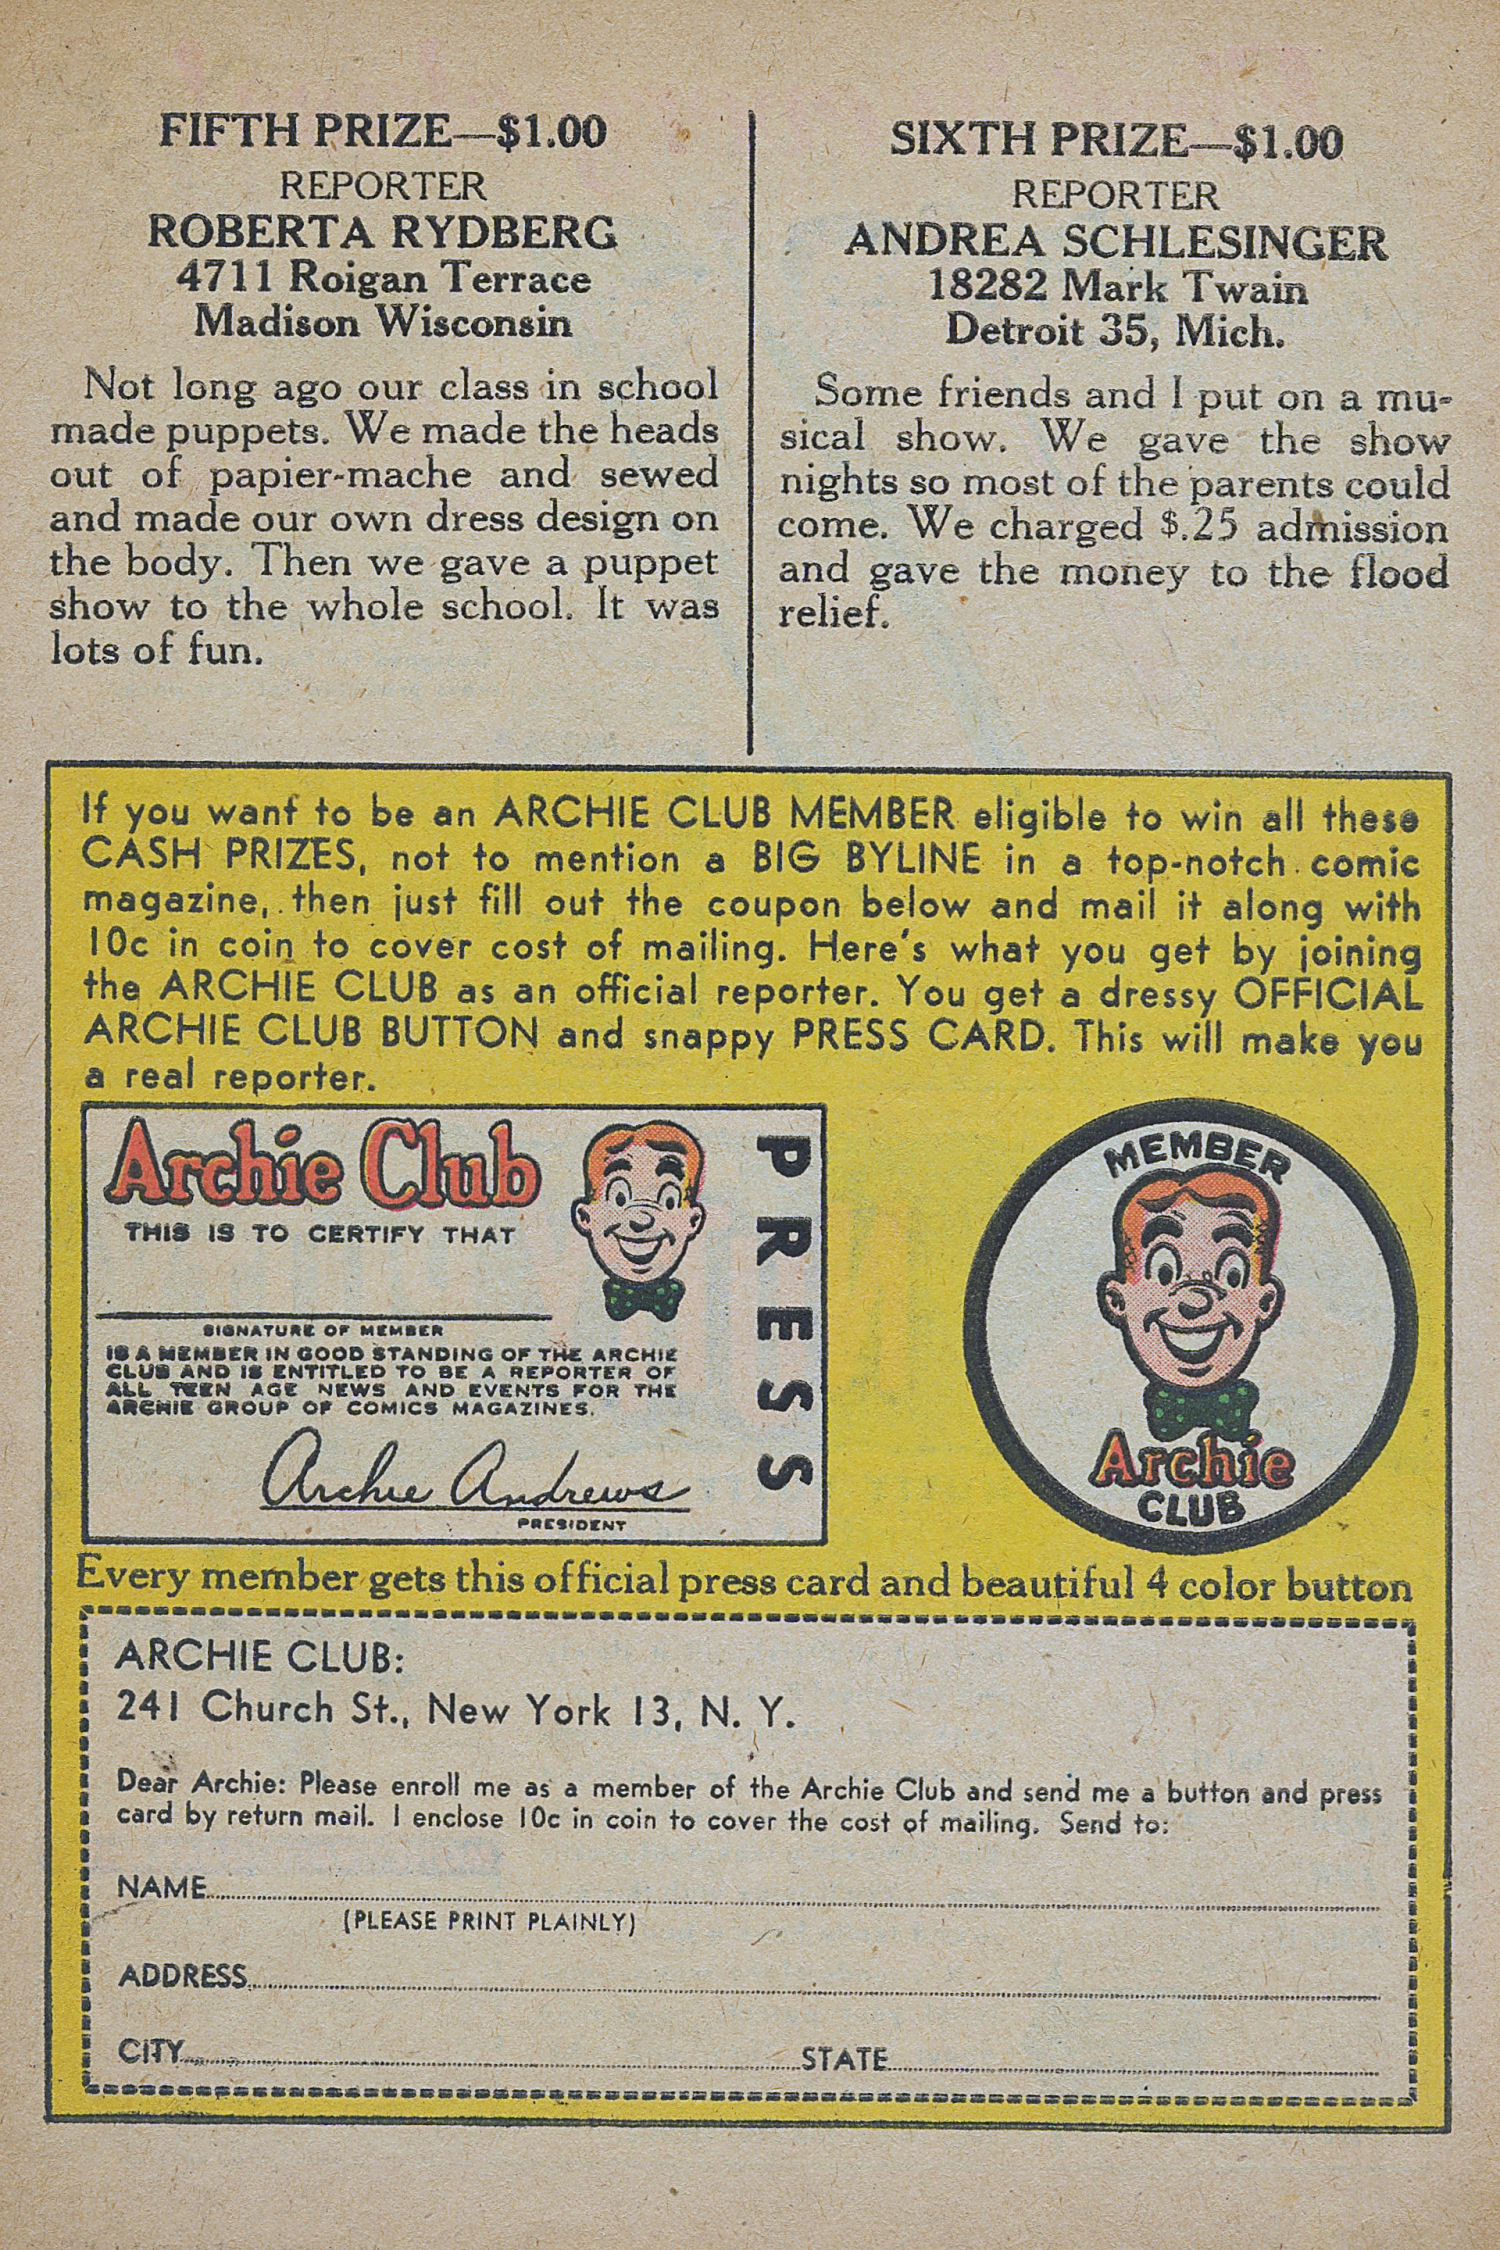 FIFTH PRIZE—$1.00
REPORTER
ROBERTA RYDBERG
4711 Roigan Terrace
Madison Wisconsin
Not long ago our class in school
made puppets. We made the heads
out of papier-mache and sewed
and made our own dress design on
the body. Then we gave a puppet
show to the whole school. It was
lots of fun.
SIXTH PRIZE—$1.00
REPORTER
ANDREA SCHLESINGER
18282 Mark Twain
Detroit 35, Mich.
Some friends and I put on a mu-
sical show. We gave the show
nights so most of the parents could
come. We charged $.25 admission
and gave the money to the flood
relief.
If you want to be an ARCHIE CLUB MEMBER eligible to win all these
CASH PRIZES, not to mention a BIG BYLINE in a top-notch comic
magazine, then just fill out the coupon below and mail it along with
10c in coin to cover cost of mailing. Here's what you get by joining
the ARCHIE CLUB as an official reporter. You get a dressy OFFICIAL
ARCHIE CLUB BUTTON and snappy PRESS CARD. This will make you
a real reporter.
Archie Club
THIS IS TO CERTIFY THAT
SIGNATURE OF MEMBER
IS A MEMBER IN GOOD STANDING OF THE ARCHIE
CLUB AND IS ENTITLED TO BE A REPORTER OF
ALL TEEN AGE NEWS AND EVENTS FOR THE
ARCHIE GROUP OF COMICS MAGAZINES.
Archie Andrews
PRESIDENT
PRESS
MEMBER
Archie
CLUB
Every member gets this official press card and beautiful 4 color button
ARCHIE CLUB:
241 Church St., New York 13, N. Y.
Dear Archie: Please enroll me as a member of the Archie Club and send me a button and press
card by return mail. I enclose 10c in coin to cover the cost of mailing. Send to:
NAME
(PLEASE PRINT PLAINLY)
ADDRESS
CITY STATE